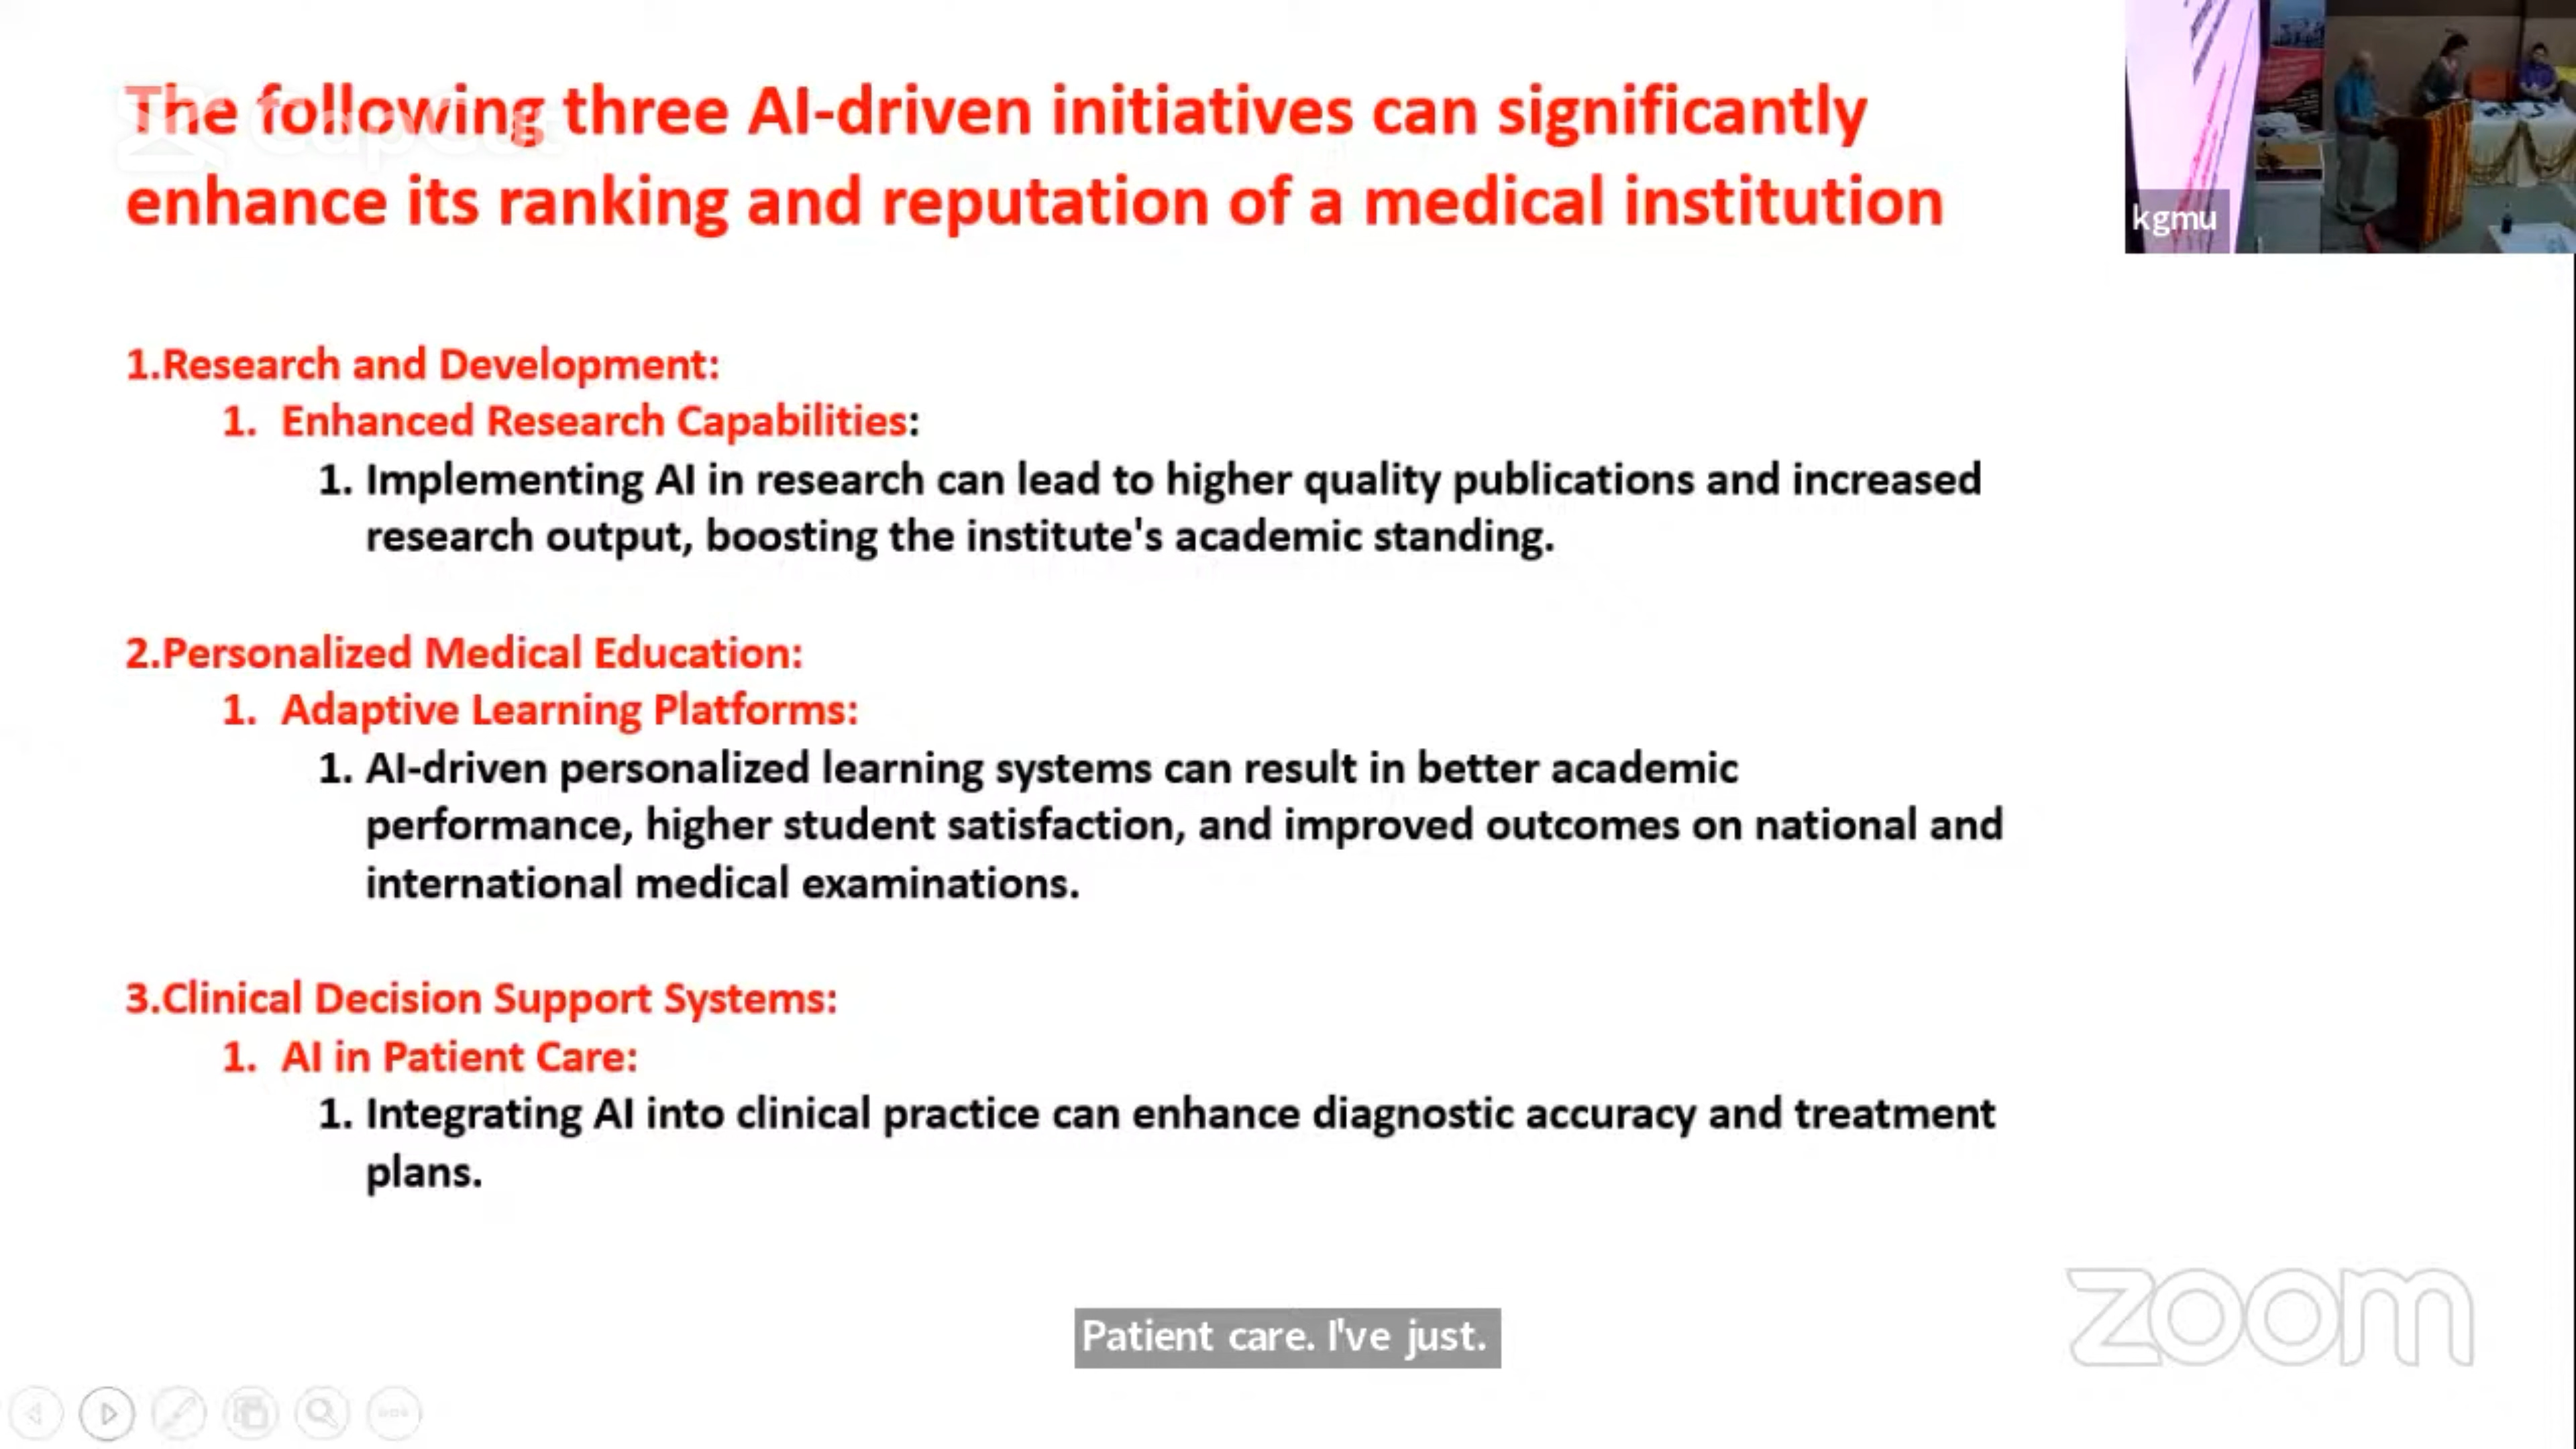 The following three AI-driven initiatives can significantly
enhance its ranking and reputation of a medical institution
CapCut
kgmu
1.Research and Development:
1. Enhanced Research Capabilities:
1. Implementing AI in research can lead to higher quality publications and increased
research output, boosting the institute's academic standing.
2.Personalized Medical Education:
1. Adaptive Learning Platforms:
1. AI-driven personalized learning systems can result in better academic
performance, higher student satisfaction, and improved outcomes on national and
international medical examinations.
3.Clinical Decision Support Systems:
1. AI in Patient Care:
1. Integrating AI into clinical practice can enhance diagnostic accuracy and treatment
plans.
Patient care. I've just.
zoom